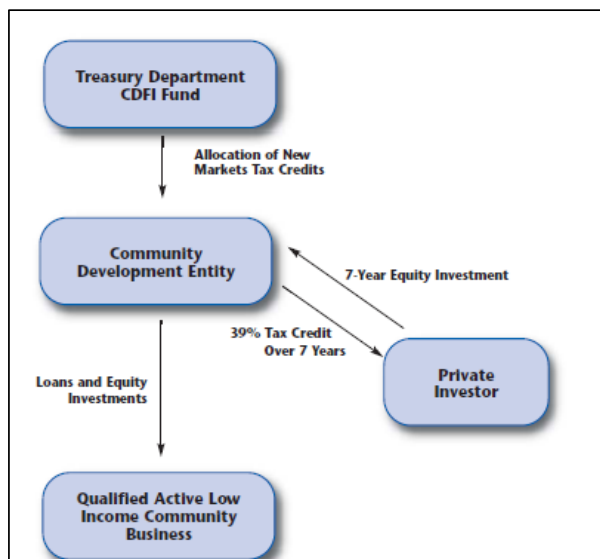 Treasury Department
CDFI Fund
Allocation of New
Markets Tax Credits
Community
Development Entity
7-Year Equity Investment
39% Tax Credit
Over 7 Years
Private
Investor
Loans and Equity
Investments
Qualified Active Low
Income Community
Business